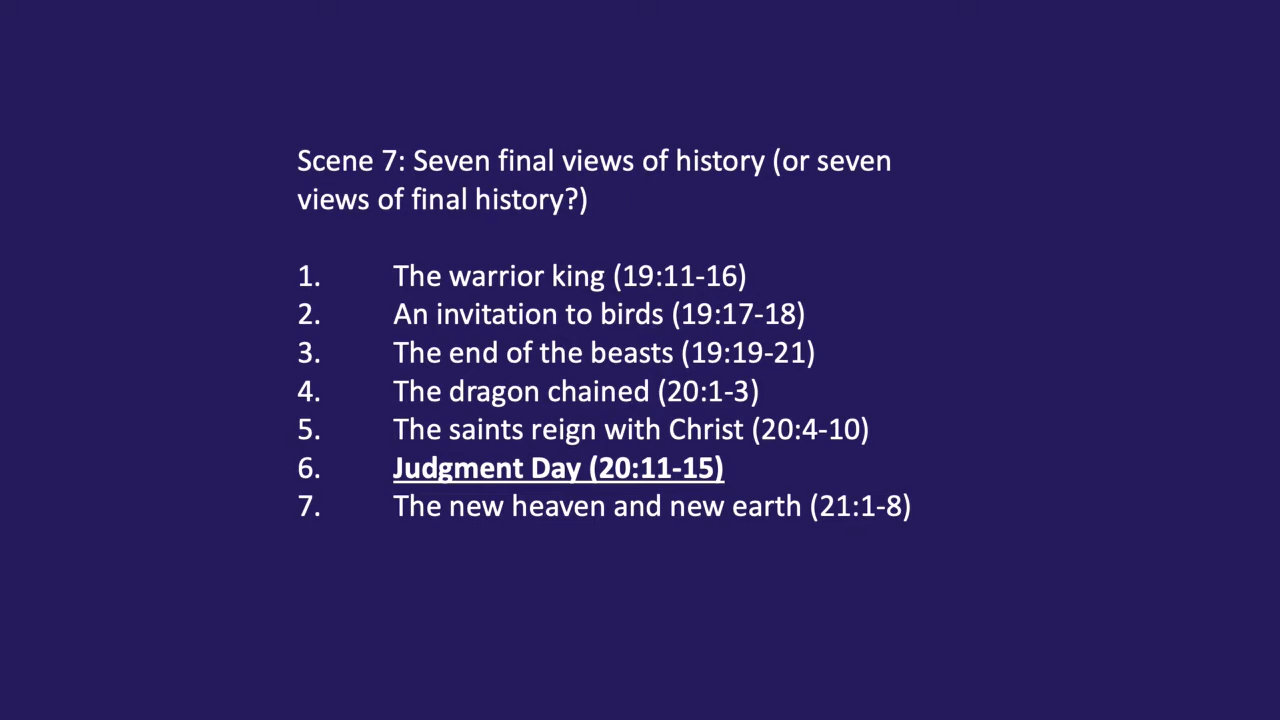 Scene 7: Seven final views of history (or seven
views of final history?)
1. The warrior king (19:11-16)
2. An invitation to birds (19:17-18)
3. The end of the beasts (19:19-21)
4. The dragon chained (20:1-3)
5. The saints reign with Christ (20:4-10)
6. Judgment Day (20:11-15)
7. The new heaven and new earth (21:1-8)